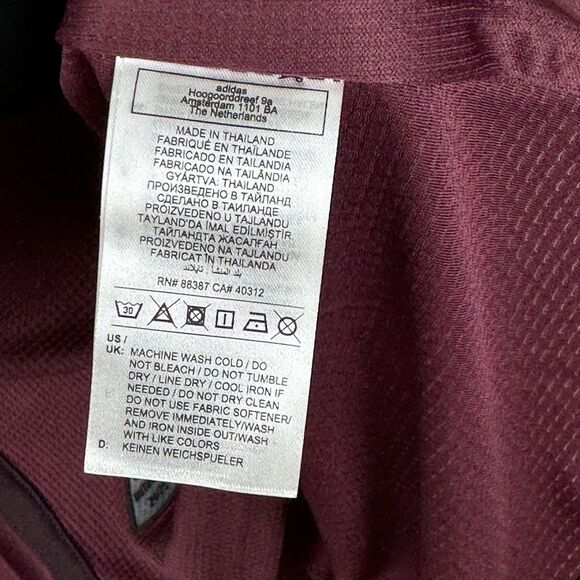 adidas
Hoogoorddreef 9a
Amsterdam 1101 BA
The Netherlands
MADE IN THAILAND
FABRIQUÉ EN THAÏLANDE
FABRICADO EN TAILANDIA
FABRICADO NA TAILÂNDIA
GYÁRTVA: THAILAND
ПРОИЗВЕДЕНО В ТАЙЛАНД
СДЕЛАНО В ТАИЛАНДЕ
PROIZVEDENO U TAJLANDU
TAYLAND'DA İMAL EDİLMİŞTİR
ТАЙЛАНДТА ЖАСАЛҒАН
PROIZVEDENO NA TAJLANDU
FABRICAT ÎN THAILANDA
بلد المنشأ : تايلاند
RN# 88387 CA# 40312
30
US /
UK: MACHINE WASH COLD / DO
NOT BLEACH / DO NOT TUMBLE
DRY / LINE DRY / COOL IRON IF
NEEDED / DO NOT DRY CLEAN
DO NOT USE FABRIC SOFTENER/
REMOVE IMMEDIATELY/WASH
AND IRON INSIDE OUT/WASH
WITH LIKE COLORS
D: KEINEN WEICHSPUELER